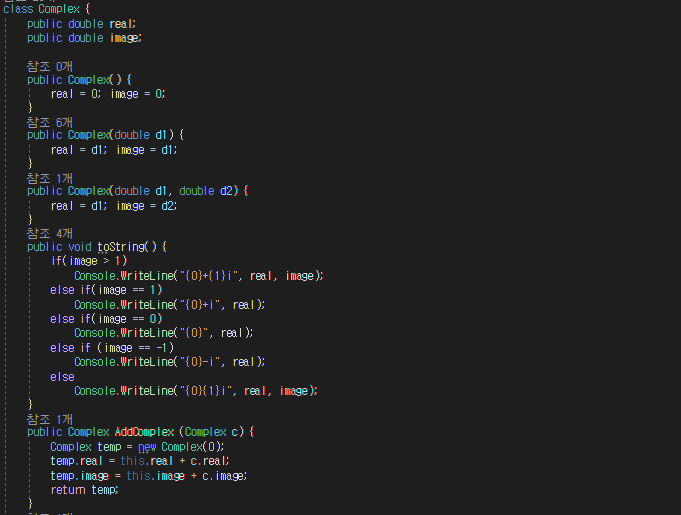 class Complex {
    public double real;
    public double image;

    참조 0개
    public Complex() {
        real = 0; image = 0;
    }
    참조 6개
    public Complex(double d1) {
        real = d1; image = d1;
    }
    참조 1개
    public Complex(double d1, double d2) {
        real = d1; image = d2;
    }
    참조 4개
    public void toString() {
        if(image > 1)
            Console.WriteLine("{0}+{1}i", real, image);
        else if(image == 1)
            Console.WriteLine("{0}+i", real);
        else if(image == 0)
            Console.WriteLine("{0}", real);
        else if (image == -1)
            Console.WriteLine("{0}-i", real);
        else
            Console.WriteLine("{0}{1}i", real, image);
    }
    참조 1개
    public Complex AddComplex (Complex c) {
        Complex temp = new Complex(0);
        temp.real = this.real + c.real;
        temp.image = this.image + c.image;
        return temp;
    }